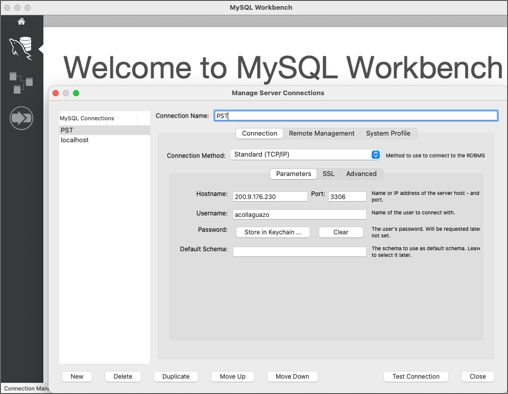 MySQL Workbench
Welcome to MySQL Workbench
Manage Server Connections
MySQL Connections
PST
localhost
Connection Name: PST
Connection Remote Management System Profile
Connection Method: Standard (TCP/IP) Method to use to connect to the RDBMS
Parameters SSL Advanced
Hostname: 200.9.176.230 Port: 3306 Name or IP address of the server host - and
port.
Username: acollaguazo Name of the user to connect with.
Password: Store in Keychain ... Clear The user's password. Will be requested later
not set.
Default Schema: The schema to use as default schema. Leave
to select it later.
New Delete Duplicate Move Up Move Down Test Connection Close
Connection Man